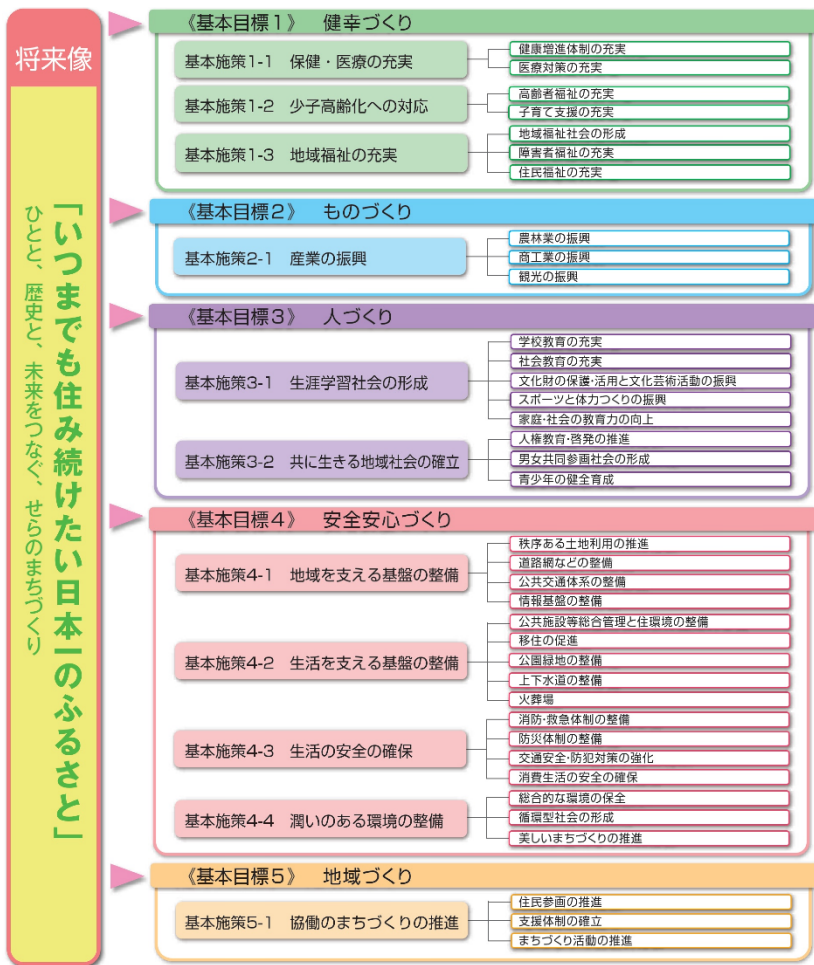 将来像
「いつまでも住み続けたい日本一のふるさと」
ひとと、歴史と、未来をつなぐ、せらのまちづくり
《基本目標1》　健幸づくり
基本施策1-1　保健・医療の充実
健康増進体制の充実
医療対策の充実
基本施策1-2　少子高齢化への対応
高齢者福祉の充実
子育て支援の充実
基本施策1-3　地域福祉の充実
地域福祉社会の形成
障害者福祉の充実
住民福祉の充実
《基本目標2》　ものづくり
基本施策2-1　産業の振興
農林業の振興
商工業の振興
観光の振興
《基本目標3》　人づくり
基本施策3-1　生涯学習社会の形成
学校教育の充実
社会教育の充実
文化財の保護・活用と文化芸術活動の振興
スポーツと体力つくりの振興
家庭・社会の教育力の向上
基本施策3-2　共に生きる地域社会の確立
人権教育・啓発の推進
男女共同参画社会の形成
青少年の健全育成
《基本目標4》　安全安心づくり
基本施策4-1　地域を支える基盤の整備
秩序ある土地利用の推進
道路網などの整備
公共交通体系の整備
情報基盤の整備
基本施策4-2　生活を支える基盤の整備
公共施設等総合管理と住環境の整備
移住の促進
公園緑地の整備
上下水道の整備
火葬場
基本施策4-3　生活の安全の確保
消防・救急体制の整備
防災体制の整備
交通安全・防犯対策の強化
消費生活の安全の確保
基本施策4-4　潤いのある環境の整備
総合的な環境の保全
循環型社会の形成
美しいまちづくりの推進
《基本目標5》　地域づくり
基本施策5-1　協働のまちづくりの推進
住民参画の推進
支援体制の確立
まちづくり活動の推進